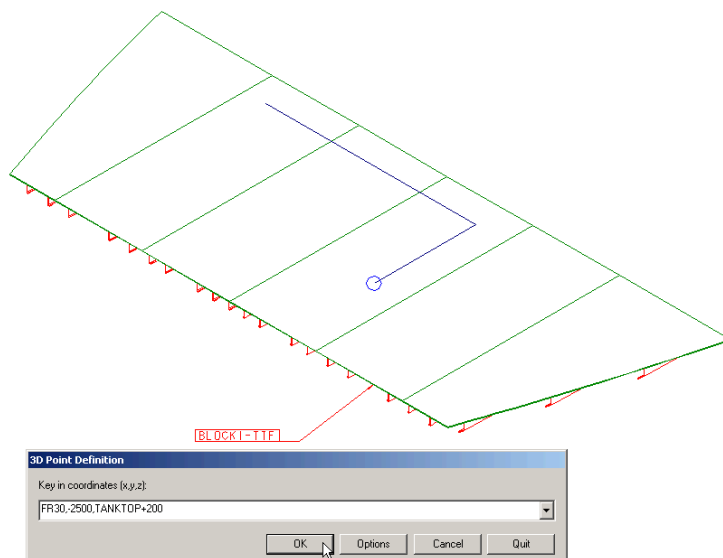 BLOCK1-TTF
3D Point Definition
Key in coordinates (x,y,z):
FR30,-2500,TANKTOP+200
OK
Options
Cancel
Quit